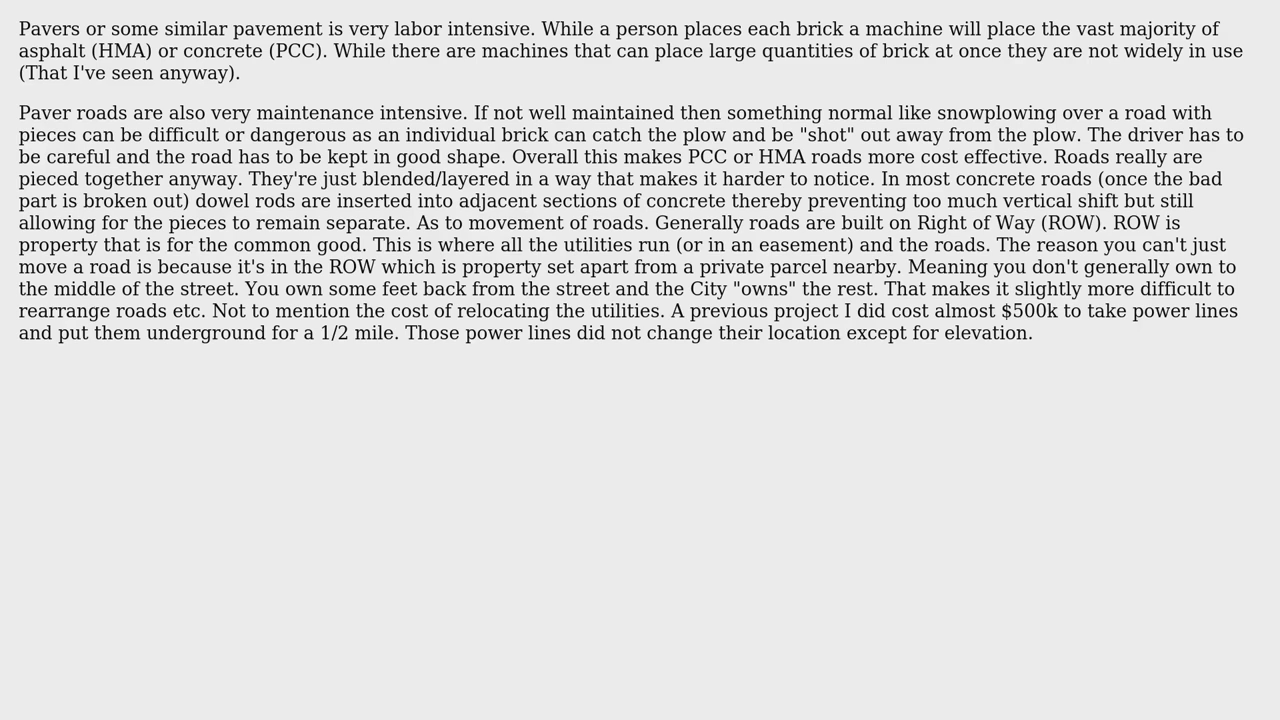 Pavers or some similar pavement is very labor intensive. While a person places each brick a machine will place the vast majority of
asphalt (HMA) or concrete (PCC). While there are machines that can place large quantities of brick at once they are not widely in use
(That I've seen anyway).
Paver roads are also very maintenance intensive. If not well maintained then something normal like snowplowing over a road with
pieces can be difficult or dangerous as an individual brick can catch the plow and be "shot" out away from the plow. The driver has to
be careful and the road has to be kept in good shape. Overall this makes PCC or HMA roads more cost effective. Roads really are
pieced together anyway. They're just blended/layered in a way that makes it harder to notice. In most concrete roads (once the bad
part is broken out) dowel rods are inserted into adjacent sections of concrete thereby preventing too much vertical shift but still
allowing for the pieces to remain separate. As to movement of roads. Generally roads are built on Right of Way (ROW). ROW is
property that is for the common good. This is where all the utilities run (or in an easement) and the roads. The reason you can't just
move a road is because it's in the ROW which is property set apart from a private parcel nearby. Meaning you don't generally own to
the middle of the street. You own some feet back from the street and the City "owns" the rest. That makes it slightly more difficult to
rearrange roads etc. Not to mention the cost of relocating the utilities. A previous project I did cost almost $500k to take power lines
and put them underground for a 1/2 mile. Those power lines did not change their location except for elevation.